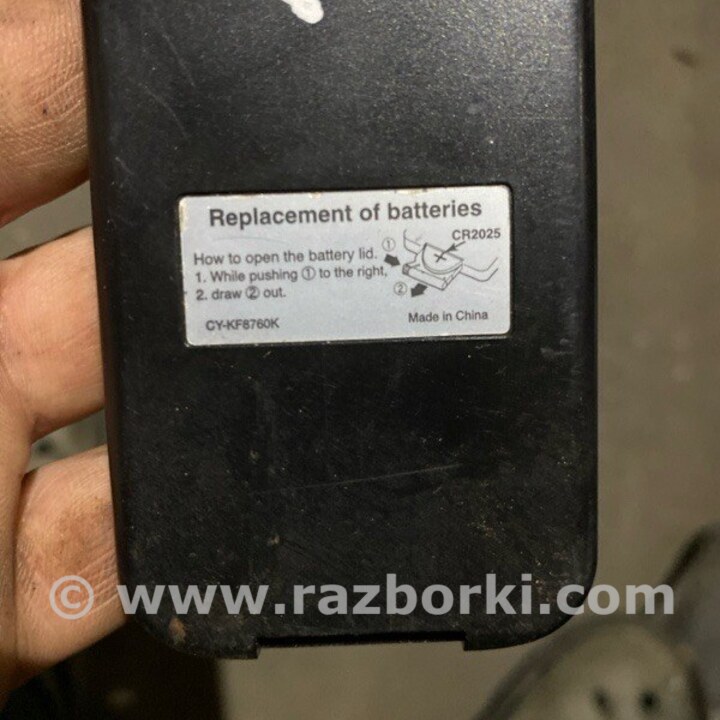 Replacement of batteries
How to open the battery lid.
1. While pushing ① to the right,
2. draw ② out.
① CR2025
②
CY-KF8760K
Made in China
© www.razborki.com